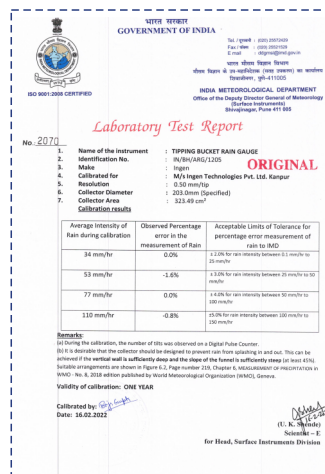 भारत सरकार
GOVERNMENT OF INDIA
Tel. / दूरभाषी : (020) 25572429
Fax / फैक्स : (020) 25521529
E mail : ddgmsi@imd.gov.in
भारत मौसम विज्ञान विभाग
मौसम विज्ञान के उप-महानिदेशक (सतह उपकरण) का कार्यालय
शिवाजीनगर, पुणे-411005
ISO 9001:2008 CERTIFIED
INDIA METEOROLOGICAL DEPARTMENT
Office of the Deputy Director General of Meteorology
(Surface Instruments)
Shivajinagar, Pune 411 005
Laboratory Test Report
No. 2070
1. Name of the instrument : TIPPING BUCKET RAIN GAUGE
2. Identification No. : IN/BH/ARG/1205
3. Make : Ingen
ORIGINAL
4. Calibrated for : M/s Ingen Technologies Pvt. Ltd. Kanpur
5. Resolution : 0.50 mm/tip
6. Collector Diameter : 203.0mm (Specified)
7. Collector Area : 323.49 cm²
Calibration results
Average Intensity of Rain during calibration
Observed Percentage error in the measurement of Rain
Acceptable Limits of Tolerance for percentage error measurement of rain to IMD
34 mm/hr 0.0% ± 2.0% for rain intensity between 0.1 mm/hr to 25 mm/hr
53 mm/hr -1.6% ± 3.0% for rain intensity between 25 mm/hr to 50 mm/hr
77 mm/hr 0.0% ± 4.0% for rain intensity between 50 mm/hr to 100 mm/hr
110 mm/hr -0.8% ±5.0% for rain intensity between 100 mm/hr to 150 mm/hr
Remarks:
(a) During the calibration, the number of tilts was observed on a Digital Pulse Counter.
(b) It is desirable that the collector should be designed to prevent rain from splashing in and out. This can be
achieved if the vertical wall is sufficiently deep and the slope of the funnel is sufficiently steep (at least 45%).
Suitable arrangements are shown in Figure 6.2, Page number 219, Chapter 6, MEASUREMENT OF PRECITATION in
WMO - No. 8, 2018 edition published by World Meteorological Organization (WMO), Geneva.
Validity of calibration: ONE YEAR
Calibrated by:
Date: 16.02.2022
(U. K. Shende)
Scientist – E
for Head, Surface Instruments Division